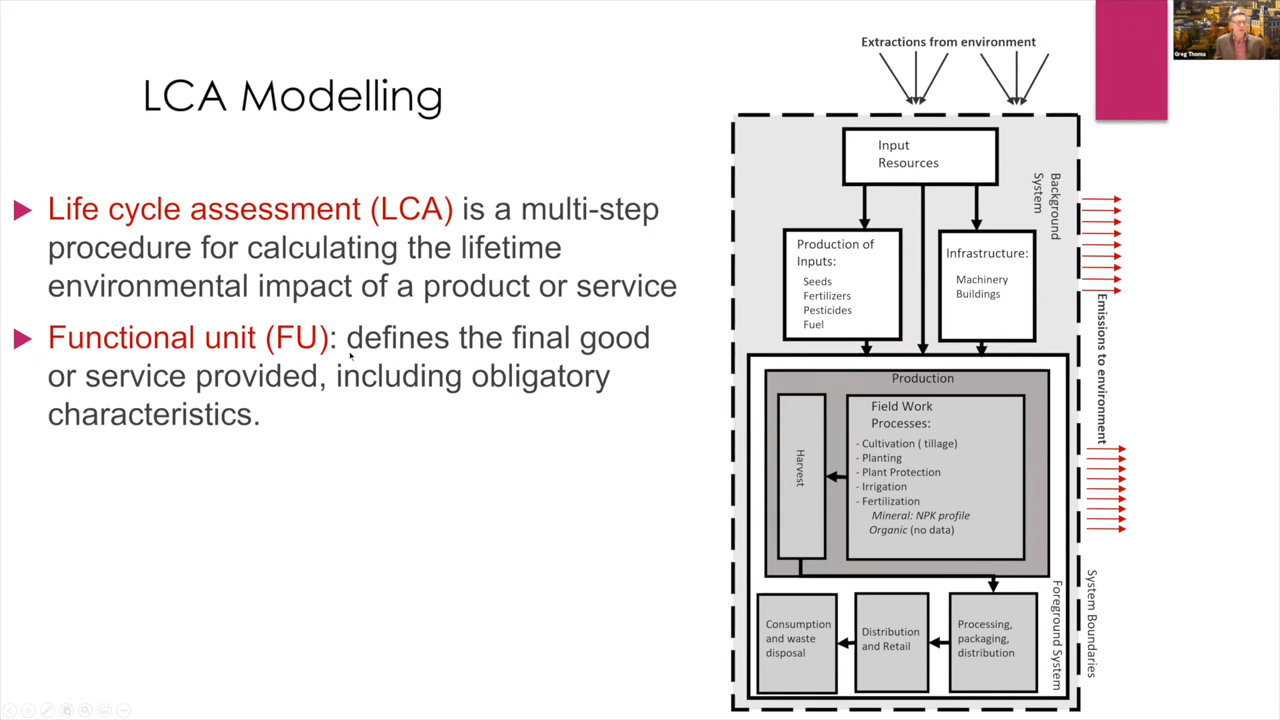 LCA Modelling
Life cycle assessment (LCA) is a multi-step
procedure for calculating the lifetime
environmental impact of a product or service
Functional unit (FU): defines the final good
or service provided, including obligatory
characteristics.
Extractions from environment
Input
Resources
Background
System
Production of
Inputs:
Seeds
Fertilizers
Pesticides
Fuel
Infrastructure:
Machinery
Buildings
Emissions to environment
Production
Harvest
Field Work
Processes:
- Cultivation ( tillage)
- Planting
- Plant Protection
- Irrigation
- Fertilization
Mineral: NPK profile
Organic (no data)
Foreground System
System Boundaries
Consumption
and waste
disposal
Distribution
and Retail
Processing,
packaging,
distribution
Greg Thoma